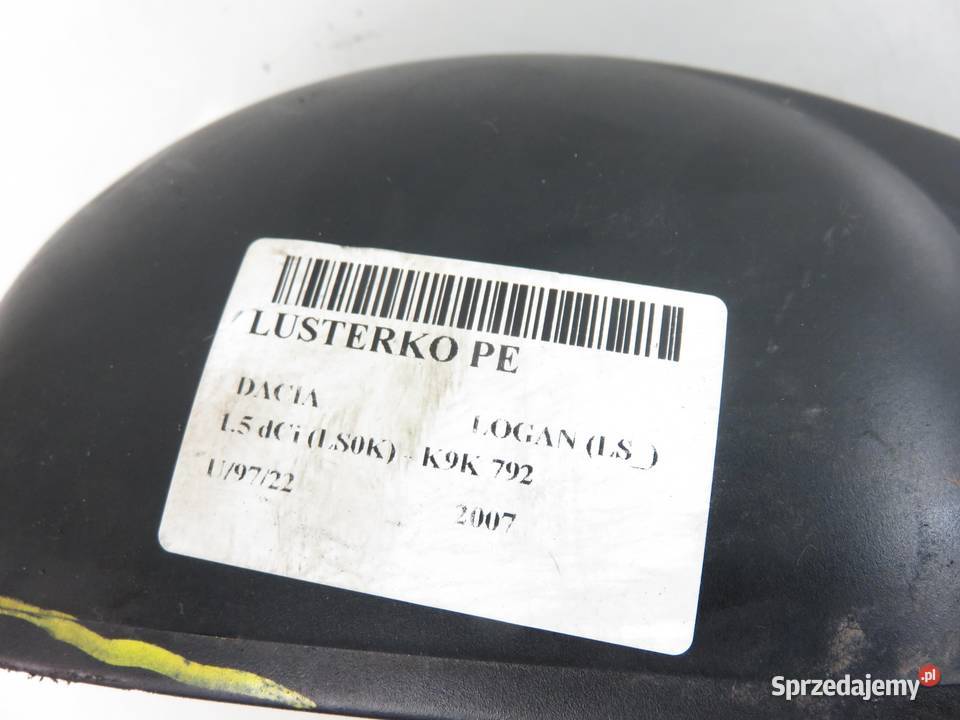 LUSTERKO PE
DACIA LOGAN (LS_)
1.5 dCi (LS0K) - K9K 792
U/97/22 2007
Sprzedajemy.pl